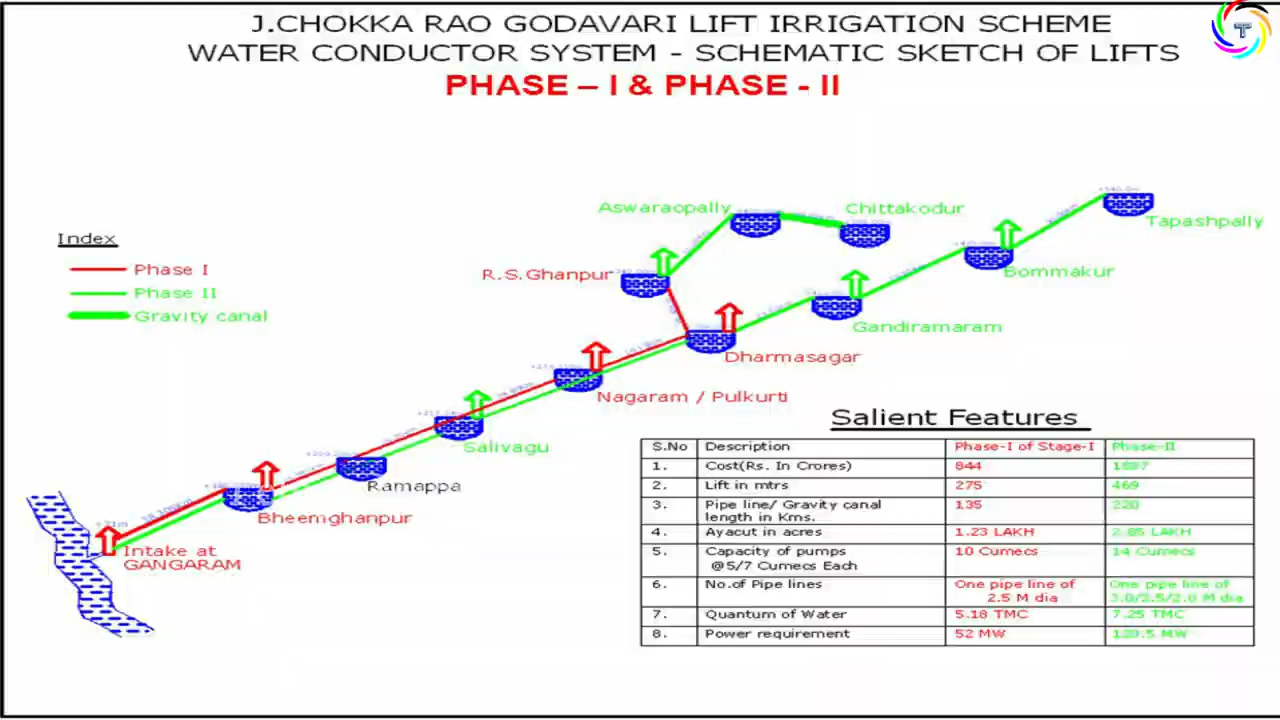 J.CHOKKA RAO GODAVARI LIFT IRRIGATION SCHEME
WATER CONDUCTOR SYSTEM - SCHEMATIC SKETCH OF LIFTS
PHASE – I & PHASE - II
T
Tapashpally
Aswaraopally
Chittakodur
Bommakur
R.S.Ghanpur
Gandiramaram
Dharmasagar
Nagaram / Pulkurti
Salivagu
Ramappa
Bheemghanpur
Intake at
GANGARAM
Index
Phase I
Phase II
Gravity canal
Salient Features
S.No Description Phase-I of Stage-I Phase-II
1. Cost(Rs. In Crores) 844
2. Lift in mtrs 275 469
3. Pipe line/ Gravity canal length in Kms. 135 220
4. Ayacut in acres 1.23 LAKH 2.85 LAKH
5. Capacity of pumps @5/7 Cumecs Each 10 Cumecs 14 Cumecs
6. No.of Pipe lines One pipe line of 2.5 M dia One pipe line of 3.0/2.5/2.0 M dia
7. Quantum of Water 5.18 TMC 7.25 TMC
8. Power requirement 52 MW 120.5 MW